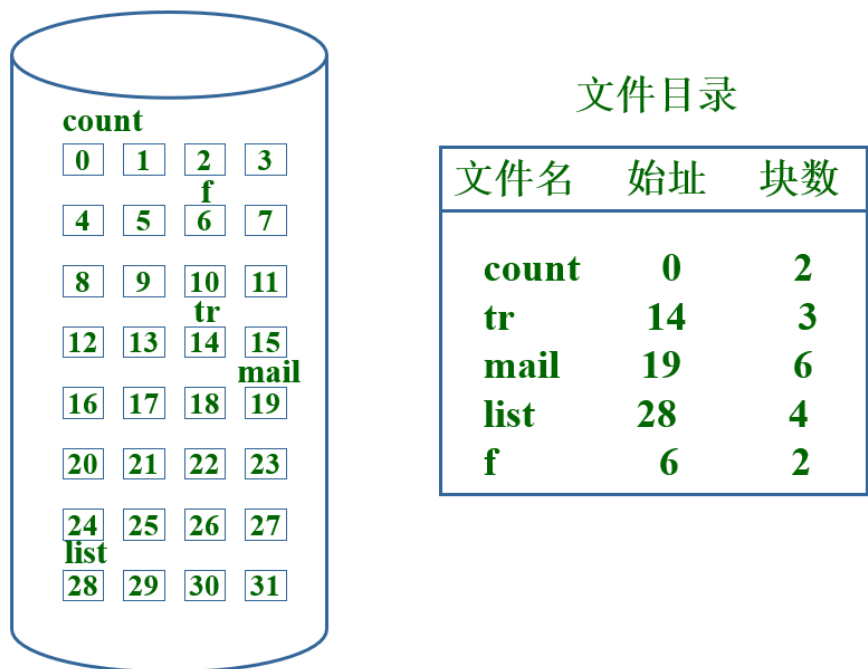 count
0 1 2 3
f
4 5 6 7
8 9 10 11
tr
12 13 14 15
mail
16 17 18 19
20 21 22 23
24 25 26 27
list
28 29 30 31
文件目录
文件名 始址 块数
count 0 2
tr 14 3
mail 19 6
list 28 4
f 6 2